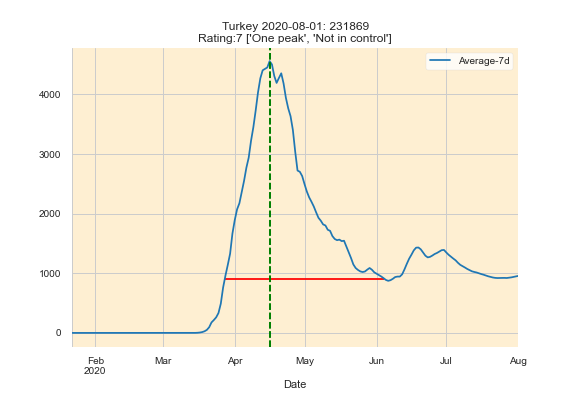 Turkey 2020-08-01: 231869
Rating:7 ['One peak', 'Not in control']
Average-7d
4000
3000
2000
1000
0
Feb Mar Apr May Jun Jul Aug
2020
Date